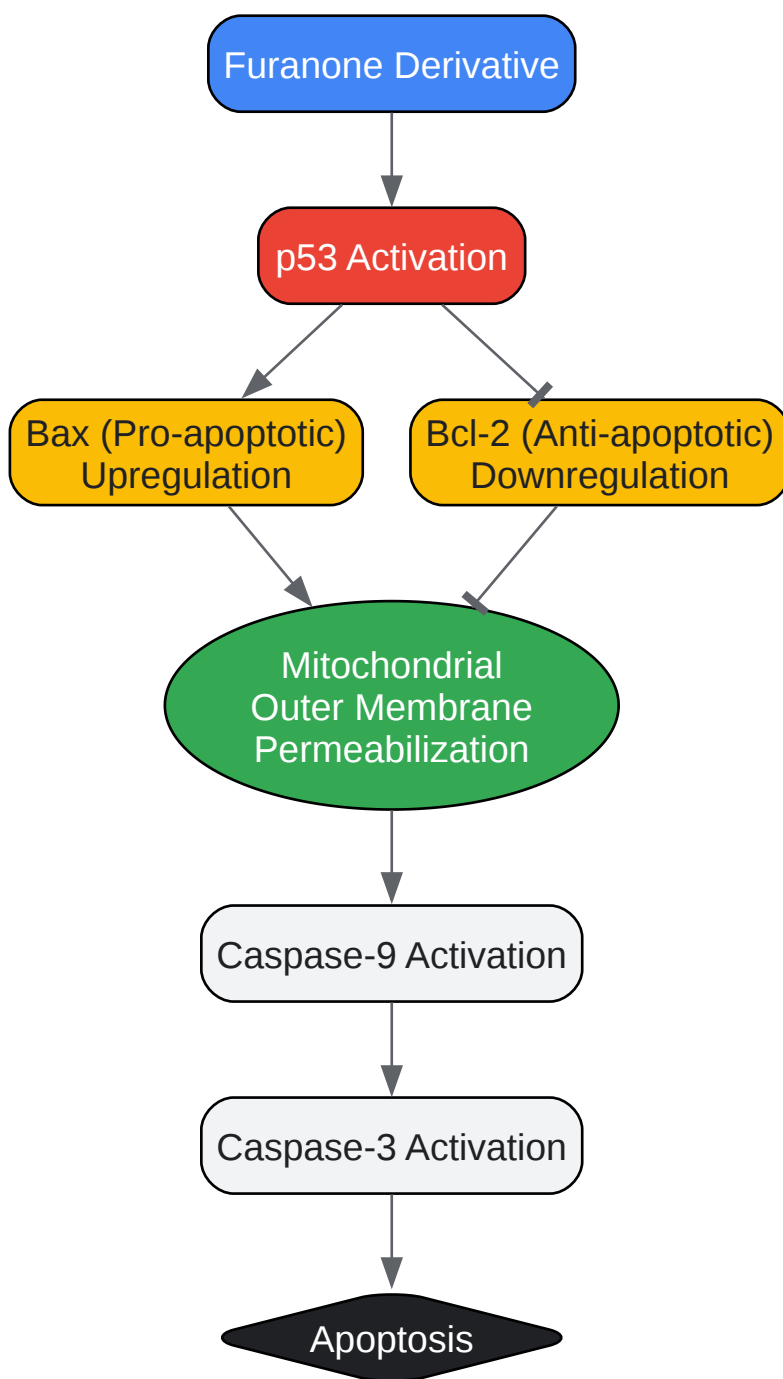 Furanone Derivative
p53 Activation
Bax (Pro-apoptotic)
Upregulation
Bcl-2 (Anti-apoptotic)
Downregulation
Mitochondrial
Outer Membrane
Permeabilization
Caspase-9 Activation
Caspase-3 Activation
Apoptosis